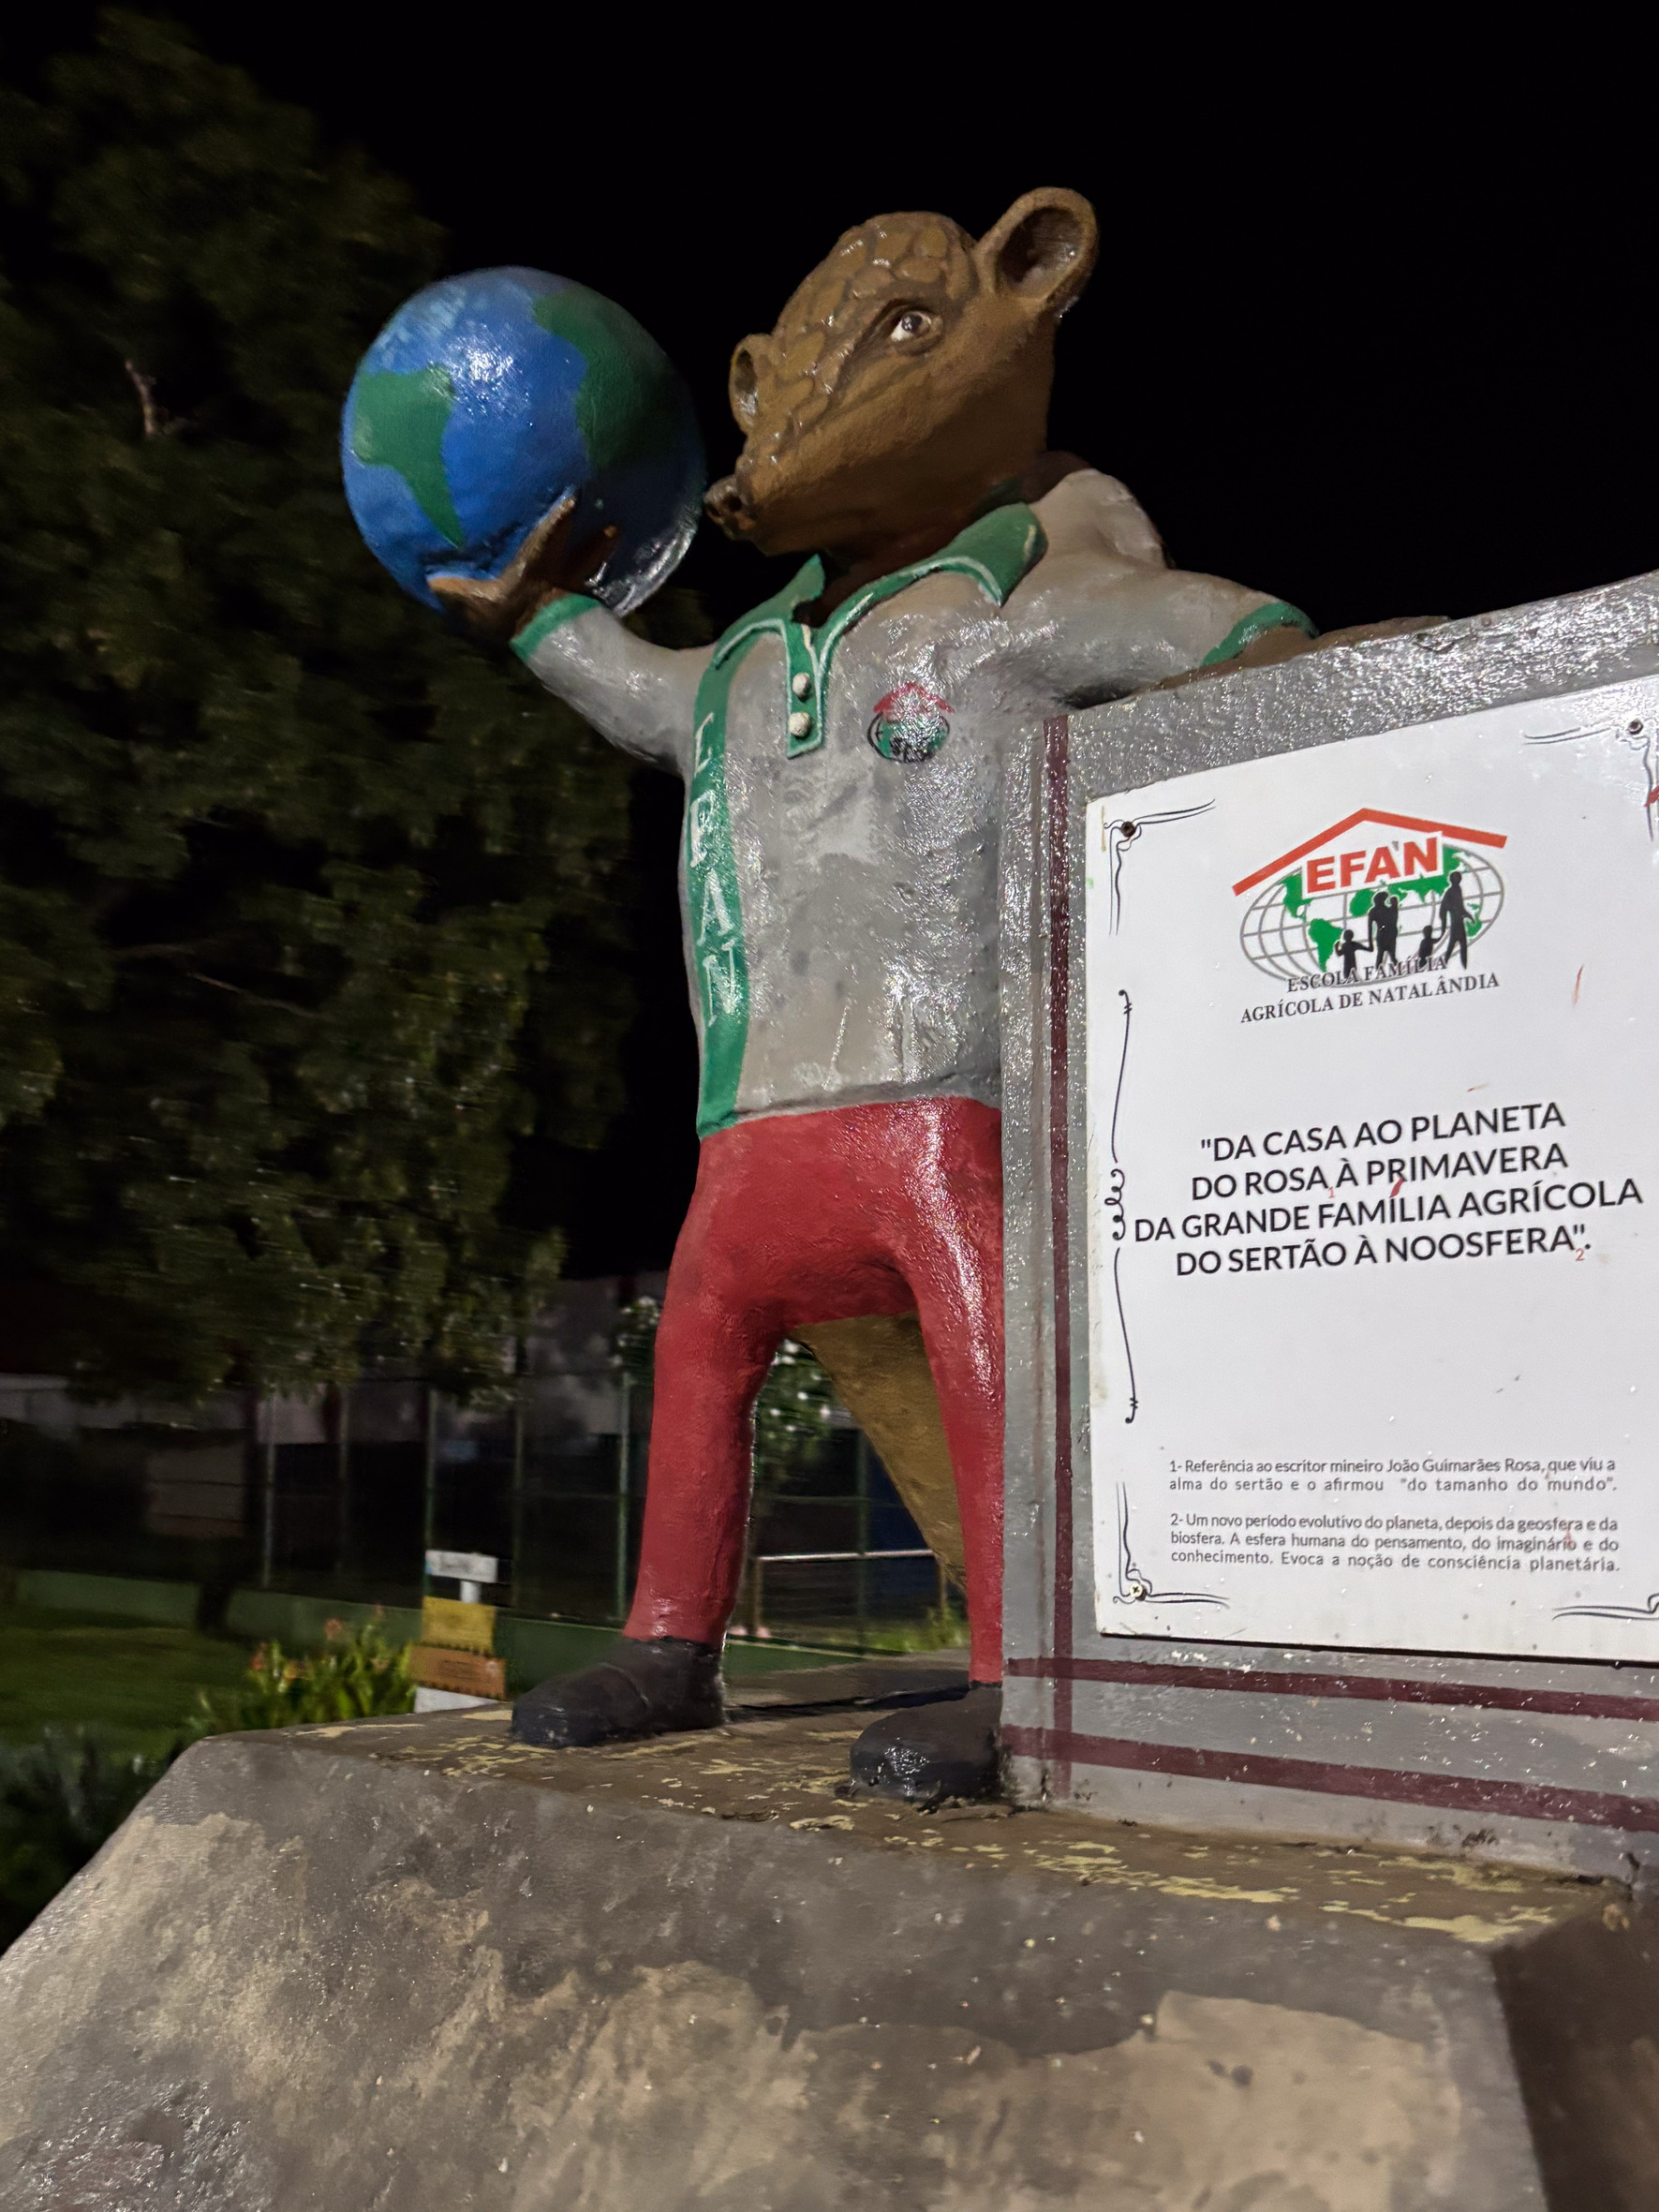 EFAN
EFAN
ESCOLA FAMÍLIA
AGRÍCOLA DE NATALÂNDIA
"DA CASA AO PLANETA
DO ROSA1 À PRIMAVERA
DA GRANDE FAMÍLIA AGRÍCOLA
DO SERTÃO À NOOSFERA".2
1- Referência ao escritor mineiro João Guimarães Rosa, que viu a
alma do sertão e o afirmou "do tamanho do mundo".
2- Um novo período evolutivo do planeta, depois da geosfera e da
biosfera. A esfera humana do pensamento, do imaginário e do
conhecimento. Evoca a noção de consciência planetária.